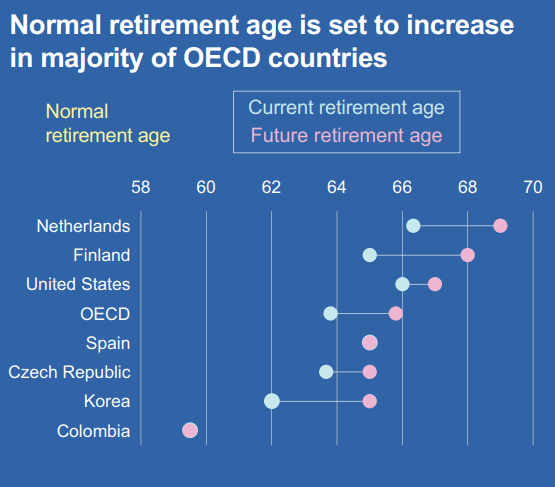 Normal retirement age is set to increase
in majority of OECD countries
Normal
retirement age
Current retirement age
Future retirement age
58 60 62 64 66 68 70
Netherlands
Finland
United States
OECD
Spain
Czech Republic
Korea
Colombia